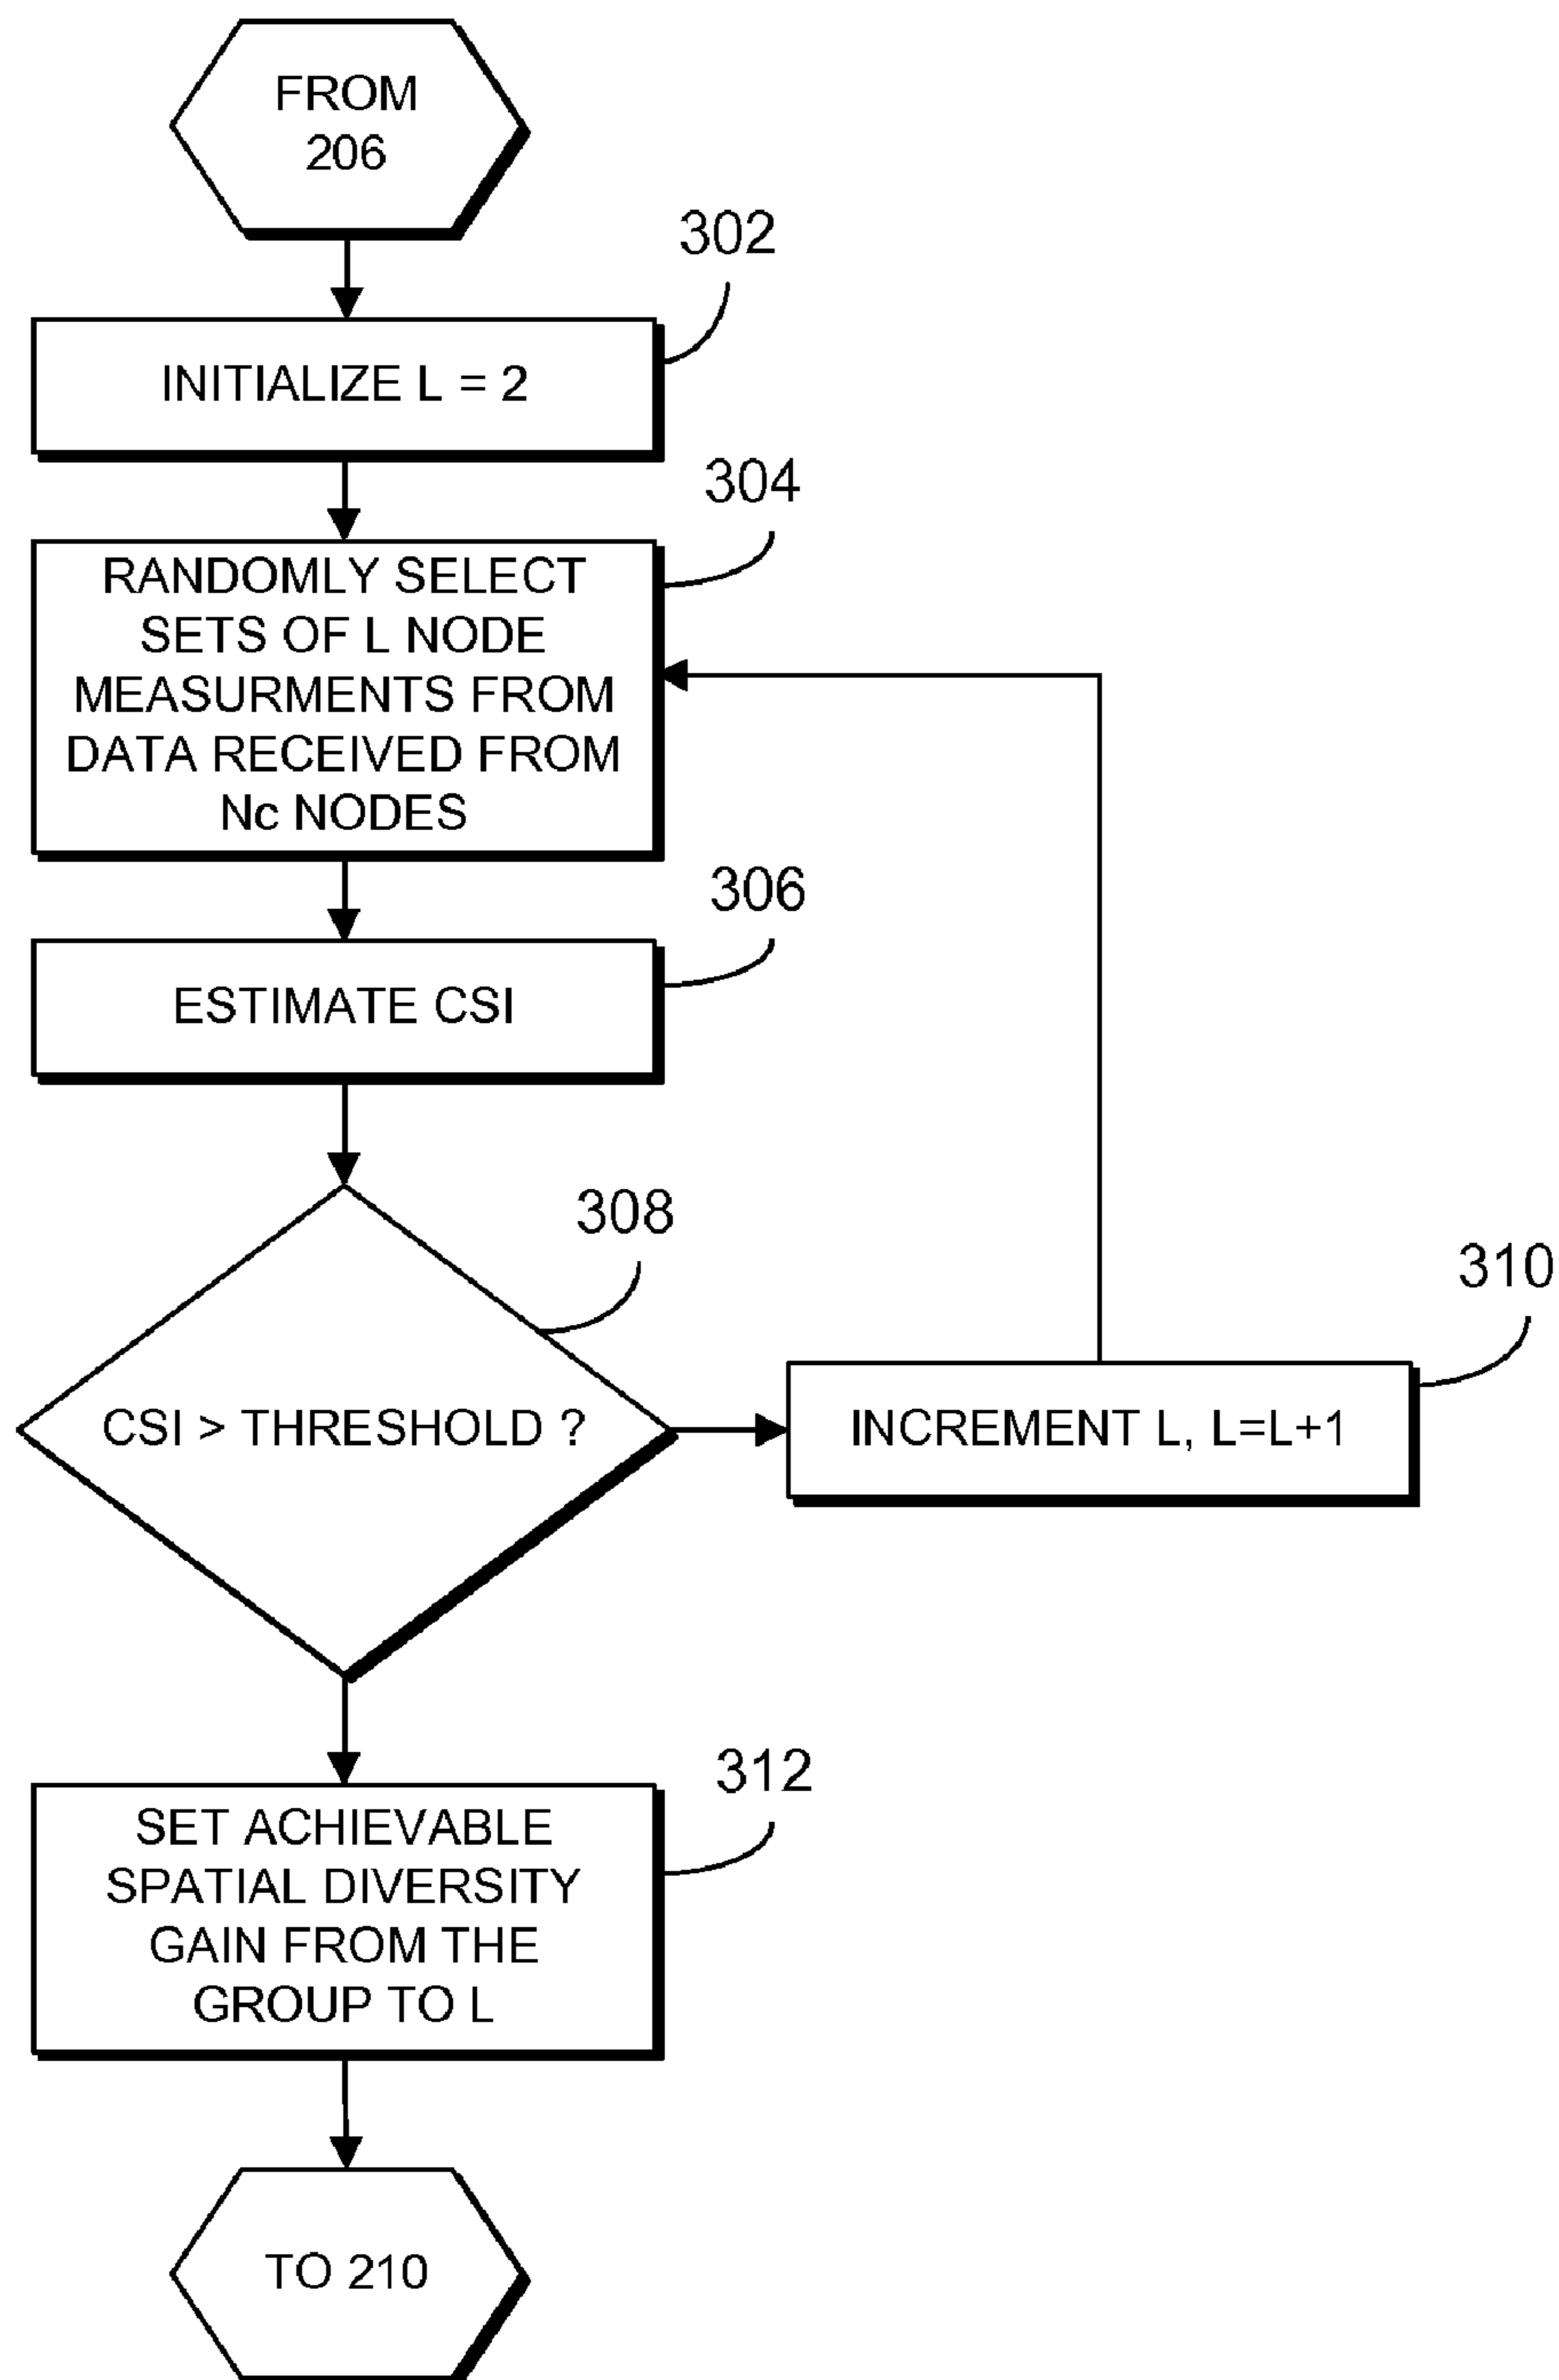 FROM
206
302
INITIALIZE L = 2
304
RANDOMLY SELECT
SETS OF L NODE
MEASURMENTS FROM
DATA RECEIVED FROM
Nc NODES
306
ESTIMATE CSI
308
CSI > THRESHOLD ?
310
INCREMENT L, L=L+1
312
SET ACHIEVABLE
SPATIAL DIVERSITY
GAIN FROM THE
GROUP TO L
TO 210